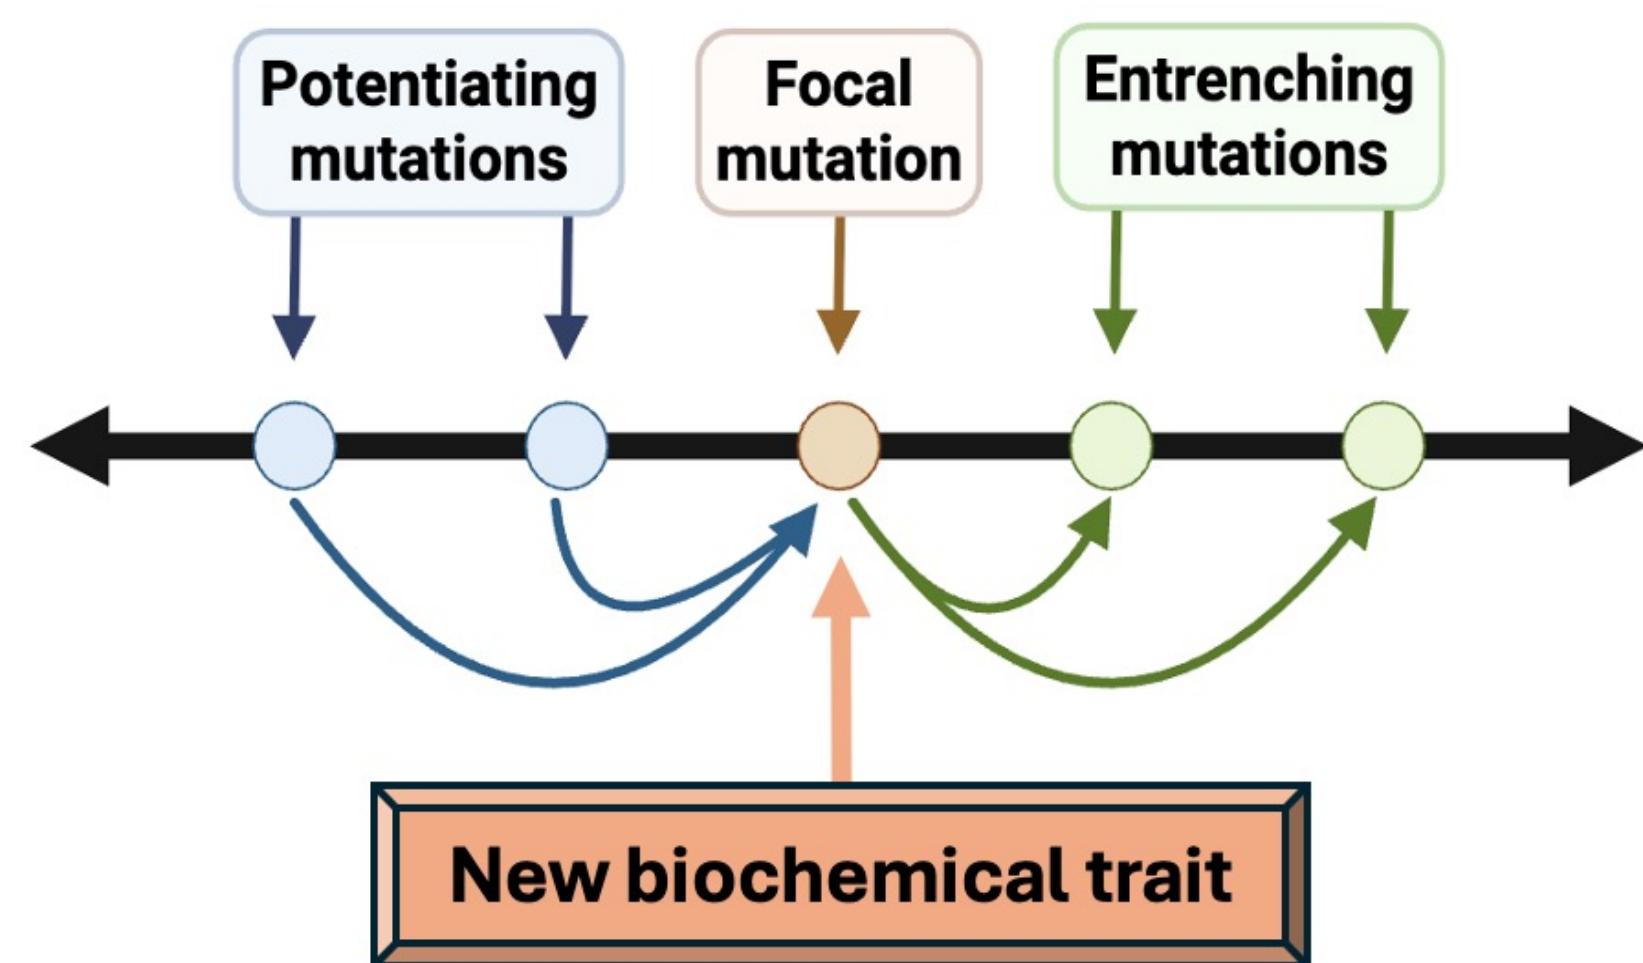 Potentiating
mutations
Focal
mutation
Entrenching
mutations
New biochemical trait